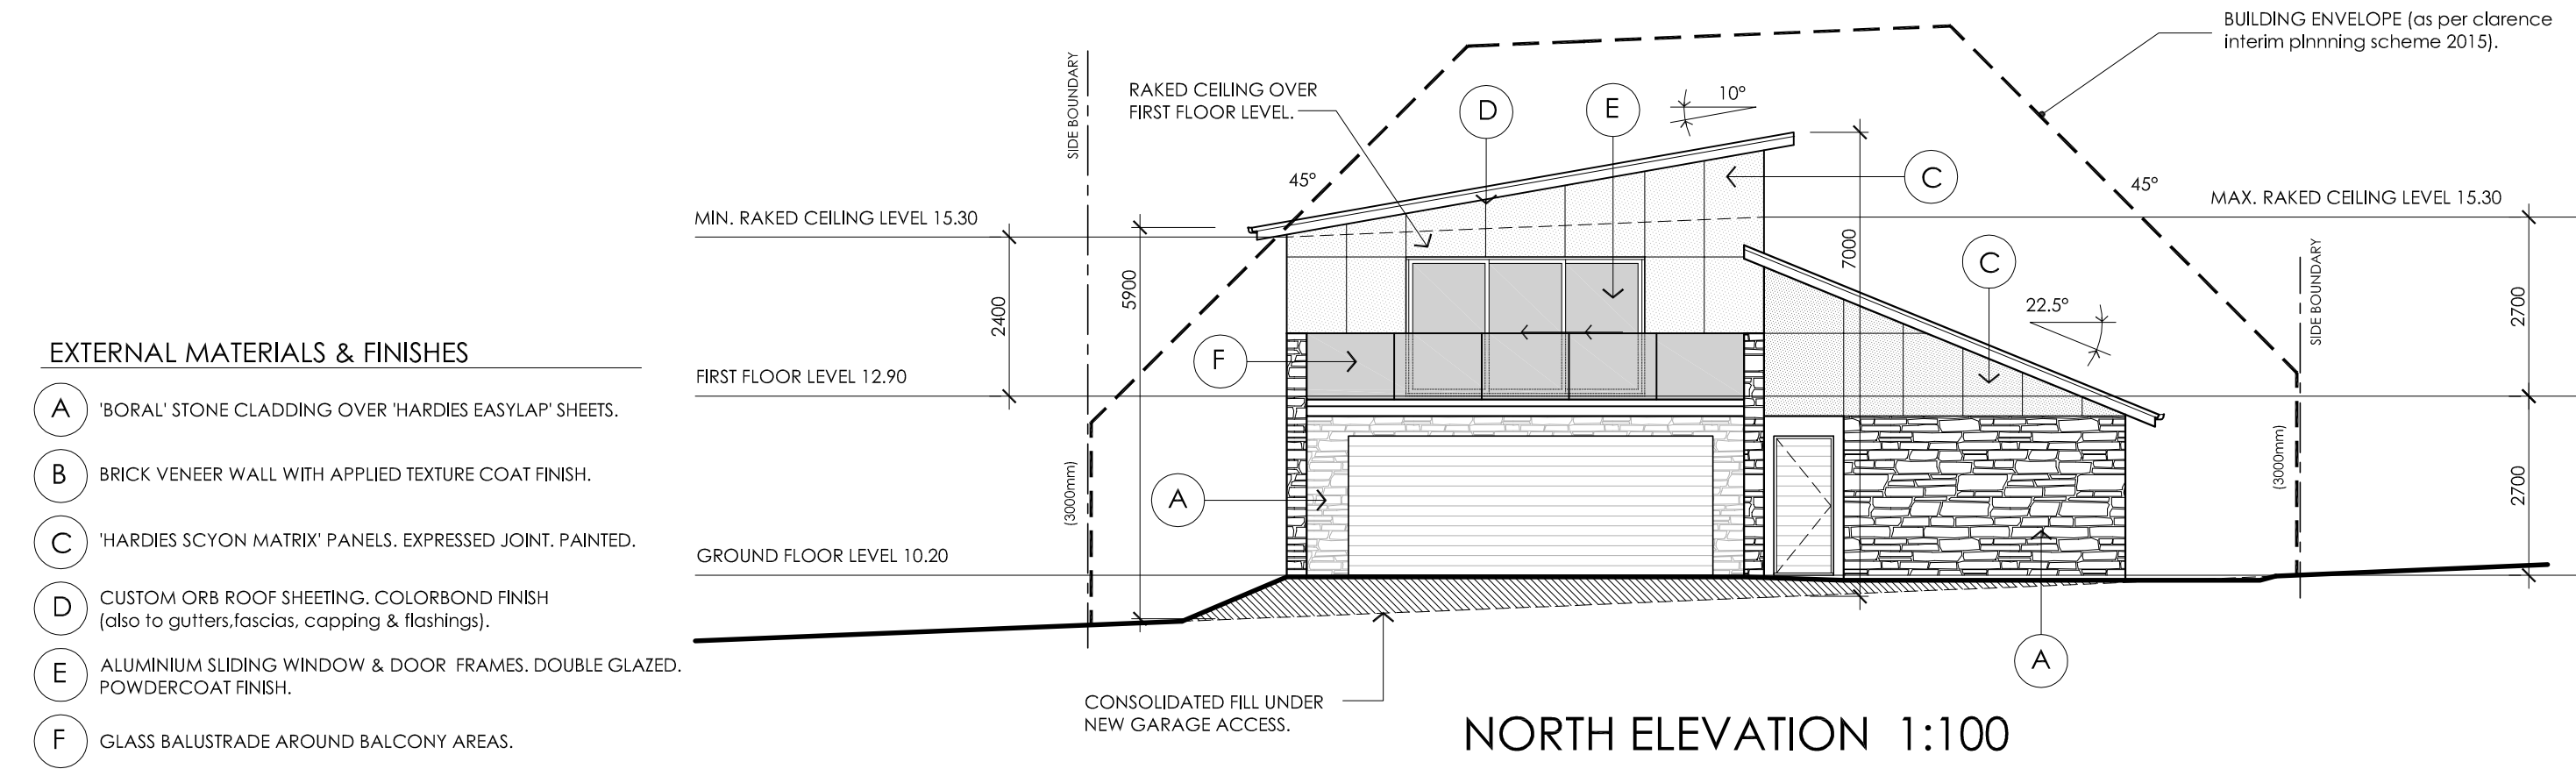 BUILDING ENVELOPE (as per clarence
interim plnnning scheme 2015).
SIDE BOUNDARY
RAKED CEILING OVER
FIRST FLOOR LEVEL.
D
E
10°
C
45°
45°
MIN. RAKED CEILING LEVEL 15.30
MAX. RAKED CEILING LEVEL 15.30
7000
C
SIDE BOUNDARY
5900
2400
22.5°
2700
F
FIRST FLOOR LEVEL 12.90
(3000mm)
A
(3000mm)
2700
GROUND FLOOR LEVEL 10.20
A
CONSOLIDATED FILL UNDER
NEW GARAGE ACCESS.
EXTERNAL MATERIALS & FINISHES
A 'BORAL' STONE CLADDING OVER 'HARDIES EASYLAP' SHEETS.
B BRICK VENEER WALL WITH APPLIED TEXTURE COAT FINISH.
C 'HARDIES SCYON MATRIX' PANELS. EXPRESSED JOINT. PAINTED.
D CUSTOM ORB ROOF SHEETING. COLORBOND FINISH
(also to gutters,fascias, capping & flashings).
E ALUMINIUM SLIDING WINDOW & DOOR FRAMES. DOUBLE GLAZED.
POWDERCOAT FINISH.
F GLASS BALUSTRADE AROUND BALCONY AREAS.
NORTH ELEVATION 1:100